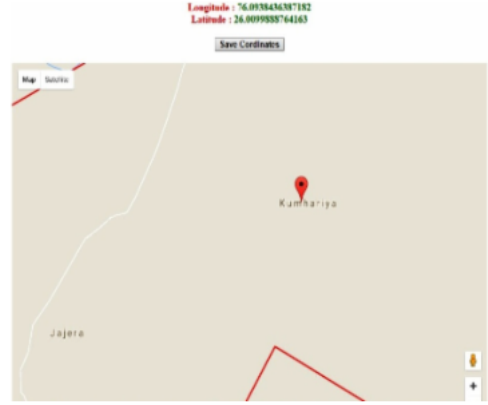 Longitude : 76.0938436387182
Latitude : 26.0099888764163
Save Cordinates
Map Satellite
Kumhariya
Jajera
+